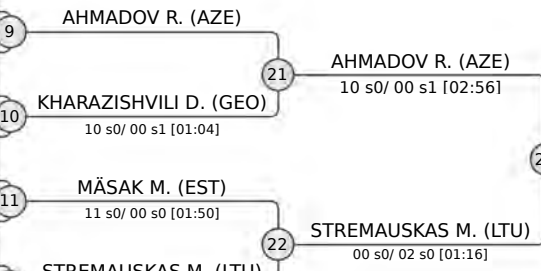 AHMADOV R. (AZE)
9
21
AHMADOV R. (AZE)
10 s0/ 00 s1 [02:56]
KHARAZISHVILI D. (GEO)
10
10 s0/ 00 s1 [01:04]
MÄSAK M. (EST)
11
11 s0/ 00 s0 [01:50]
22
STREMAUSKAS M. (LTU)
00 s0/ 02 s0 [01:16]
STREMAUSKAS M. (LTU)